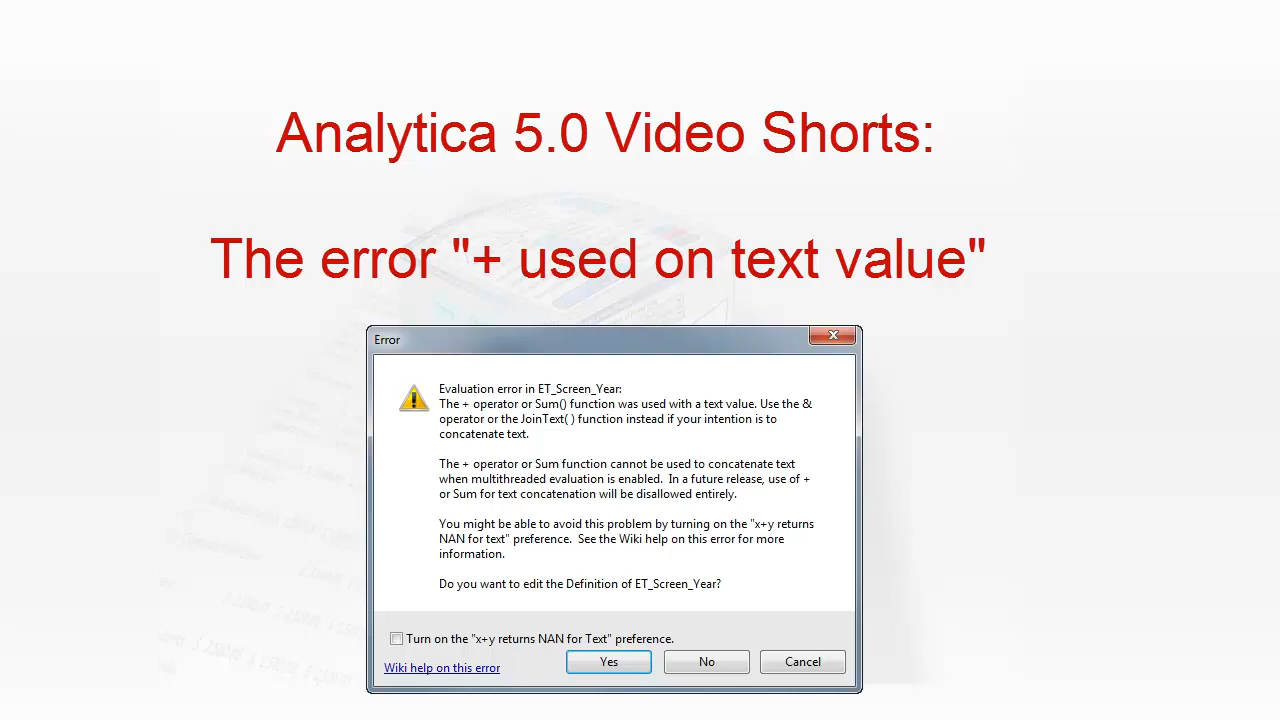 Analytica 5.0 Video Shorts:
The error "+ used on text value"
Error
Evaluation error in ET_Screen_Year:
The + operator or Sum() function was used with a text value. Use the &
operator or the JoinText( ) function instead if your intention is to
concatenate text.
The + operator or Sum function cannot be used to concatenate text
when multithreaded evaluation is enabled.  In a future release, use of +
or Sum for text concatenation will be disallowed entirely.
You might be able to avoid this problem by turning on the "x+y returns
NAN for text" preference.  See the Wiki help on this error for more
information.
Do you want to edit the Definition of ET_Screen_Year?
Turn on the "x+y returns NAN for Text" preference.
Wiki help on this error
Yes
No
Cancel